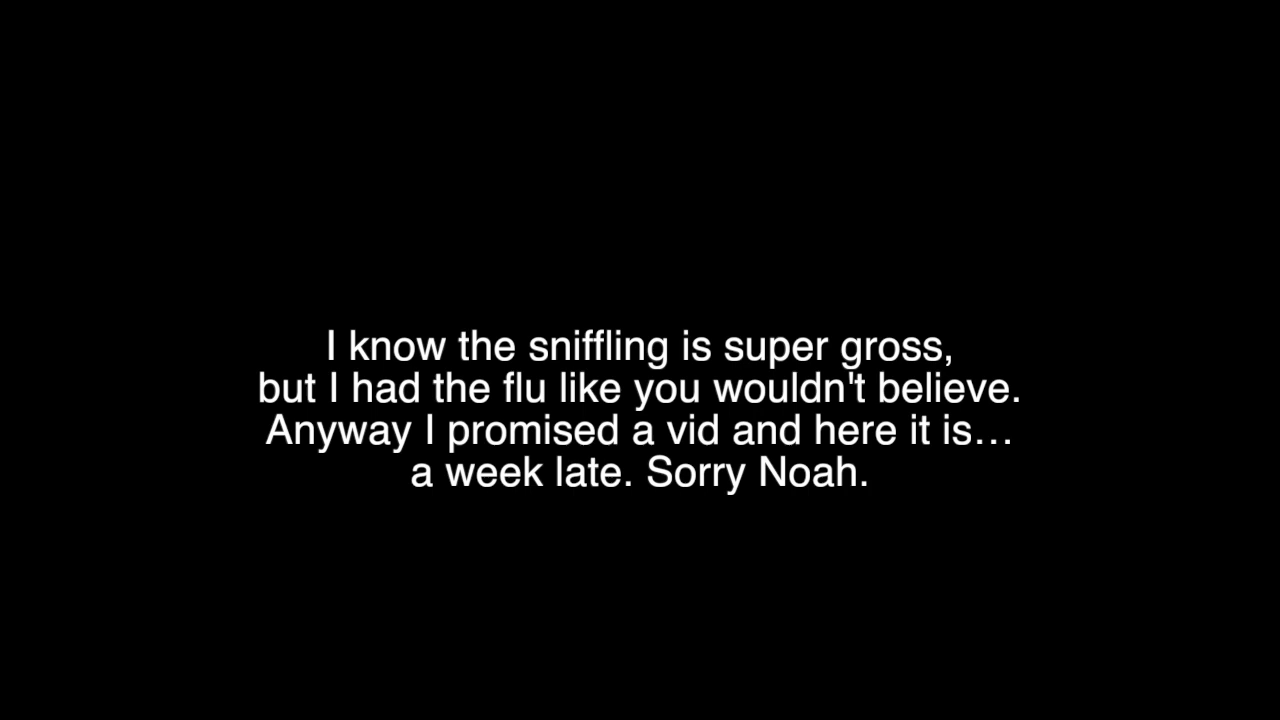 I know the sniffling is super gross,
but I had the flu like you wouldn't believe.
Anyway I promised a vid and here it is…
a week late. Sorry Noah.